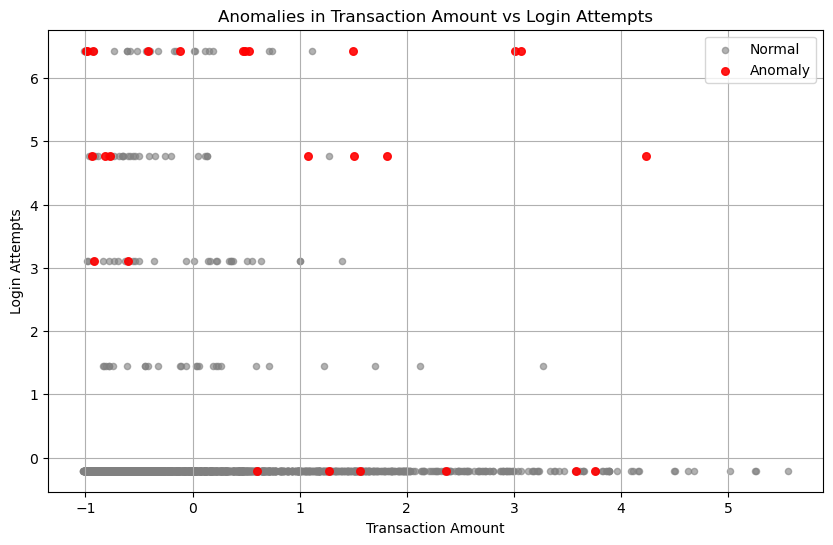 Anomalies in Transaction Amount vs Login Attempts
Normal
Anomaly
Login Attempts
6
5
4
3
2
1
0
−1 0 1 2 3 4 5
Transaction Amount